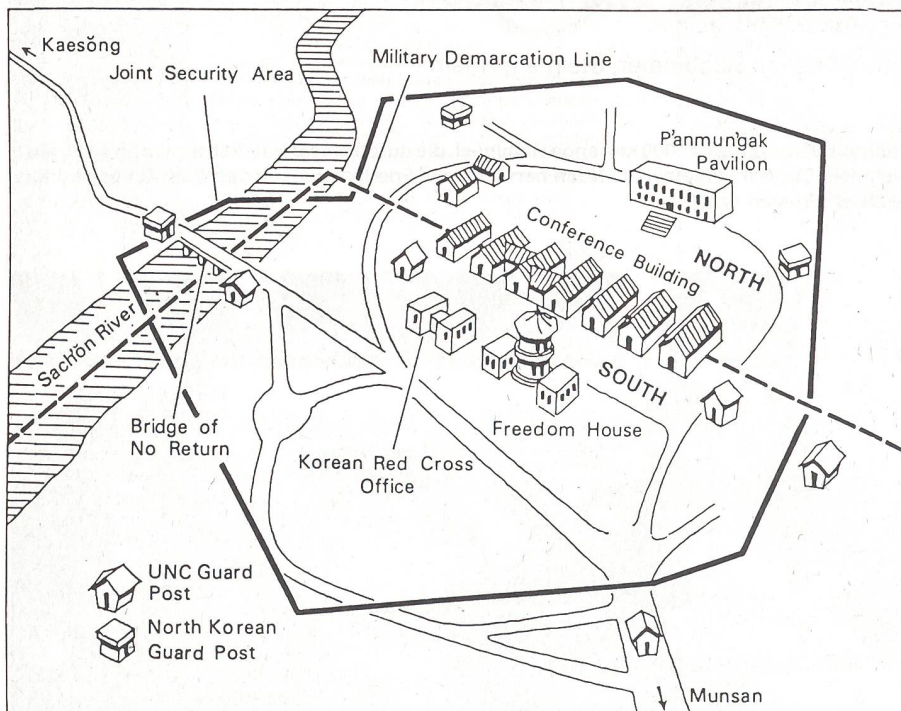 Kaesŏng
Joint Security Area
Military Demarcation Line
P'anmun'gak
Pavilion
Conference Building
NORTH
SOUTH
Sach'ŏn River
Bridge of
No Return
Korean Red Cross
Office
Freedom House
UNC Guard
Post
North Korean
Guard Post
Munsan